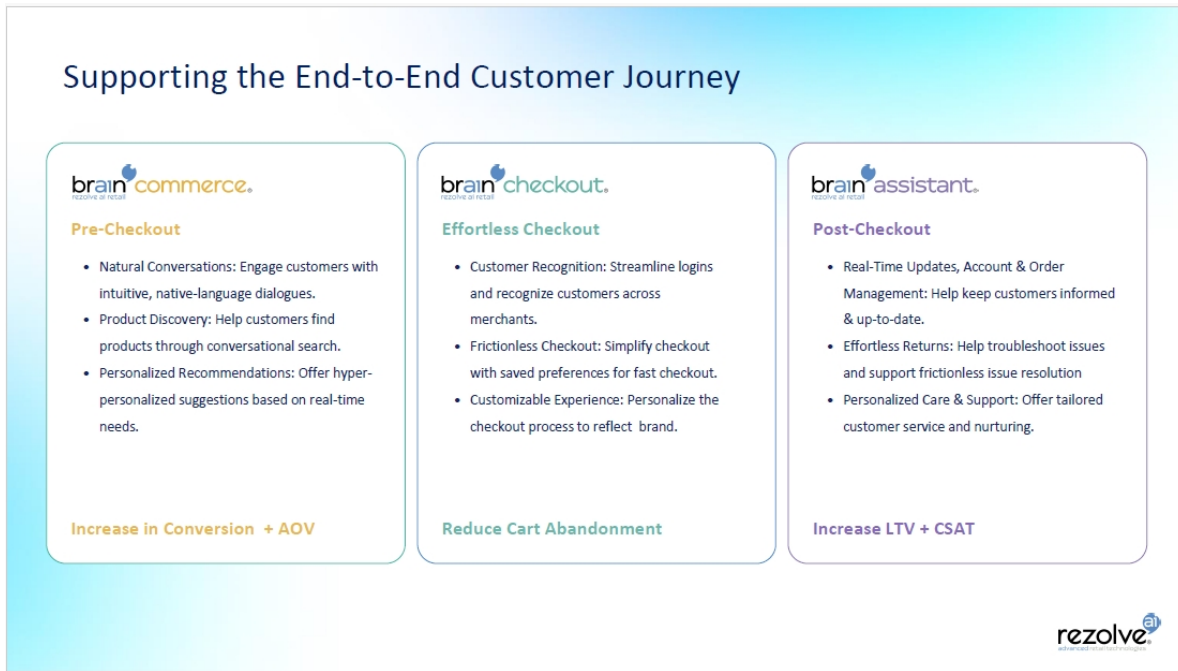 Supporting the End-to-End Customer Journey
brain commerce®
rezolve ai retail
Pre-Checkout
• Natural Conversations: Engage customers with
intuitive, native-language dialogues.
• Product Discovery: Help customers find
products through conversational search.
• Personalized Recommendations: Offer hyper-
personalized suggestions based on real-time
needs.
Increase in Conversion + AOV
brain checkout®
rezolve ai retail
Effortless Checkout
• Customer Recognition: Streamline logins
and recognize customers across
merchants.
• Frictionless Checkout: Simplify checkout
with saved preferences for fast checkout.
• Customizable Experience: Personalize the
checkout process to reflect brand.
Reduce Cart Abandonment
brain assistant®
rezolve ai retail
Post-Checkout
• Real-Time Updates, Account & Order
Management: Help keep customers informed
& up-to-date.
• Effortless Returns: Help troubleshoot issues
and support frictionless issue resolution
• Personalized Care & Support: Offer tailored
customer service and nurturing.
Increase LTV + CSAT
rezolve ai
advanced retail technologies